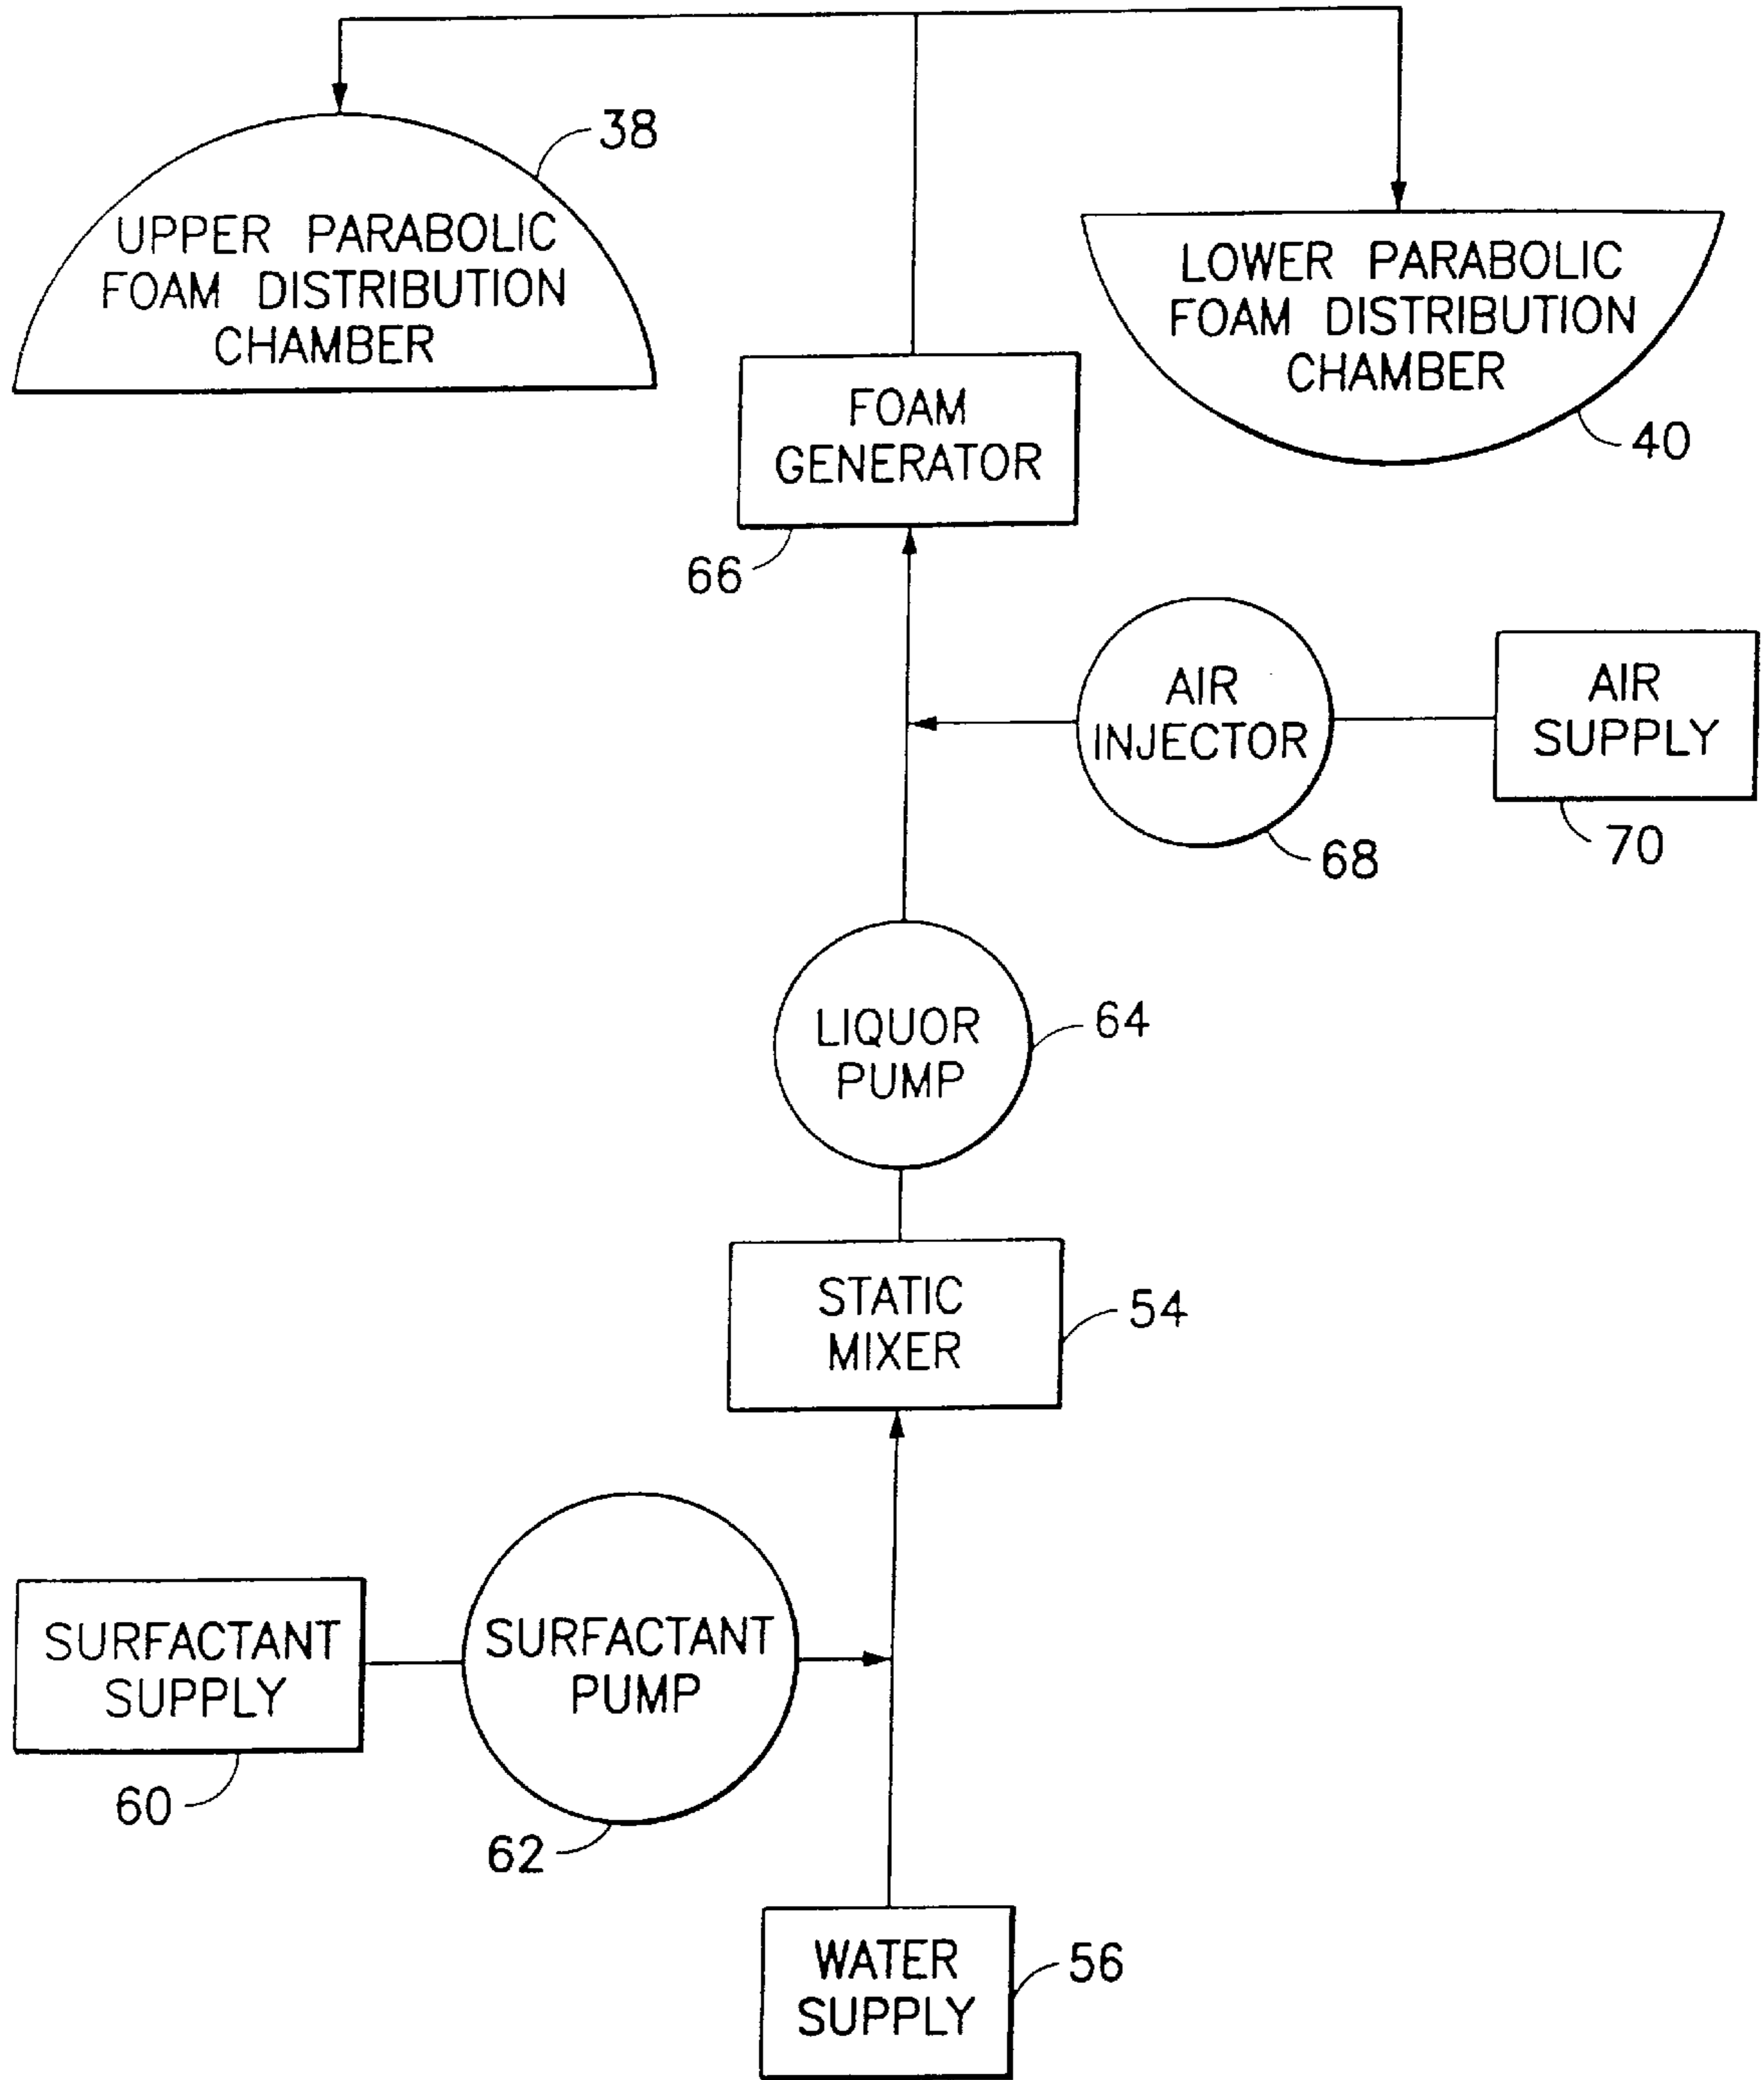 38
UPPER PARABOLIC
FOAM DISTRIBUTION
CHAMBER
LOWER PARABOLIC
FOAM DISTRIBUTION
CHAMBER
40
FOAM
GENERATOR
66
AIR
INJECTOR
68
AIR
SUPPLY
70
LIQUOR
PUMP
64
STATIC
MIXER
54
SURFACTANT
SUPPLY
60
SURFACTANT
PUMP
62
WATER
SUPPLY
56